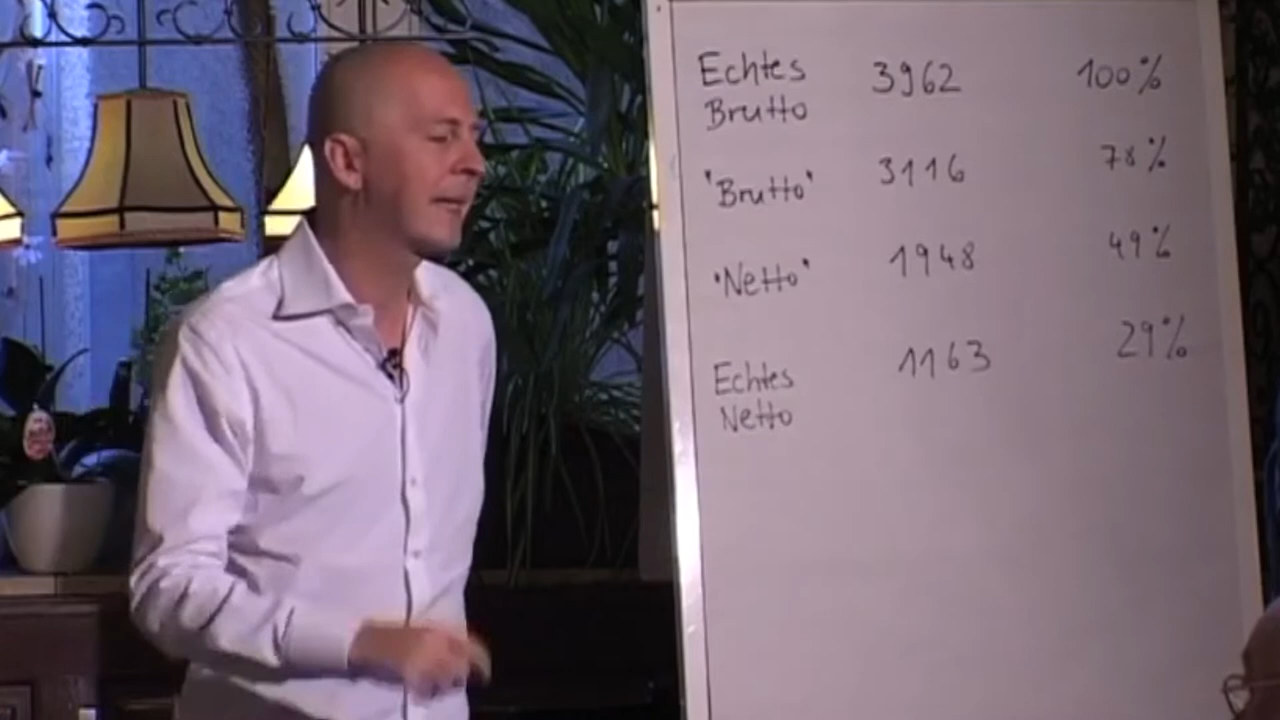 Echtes 3962 100%
Brutto
"Brutto" 3116 78%
"Netto" 1948 49%
Echtes 1163 29%
Netto